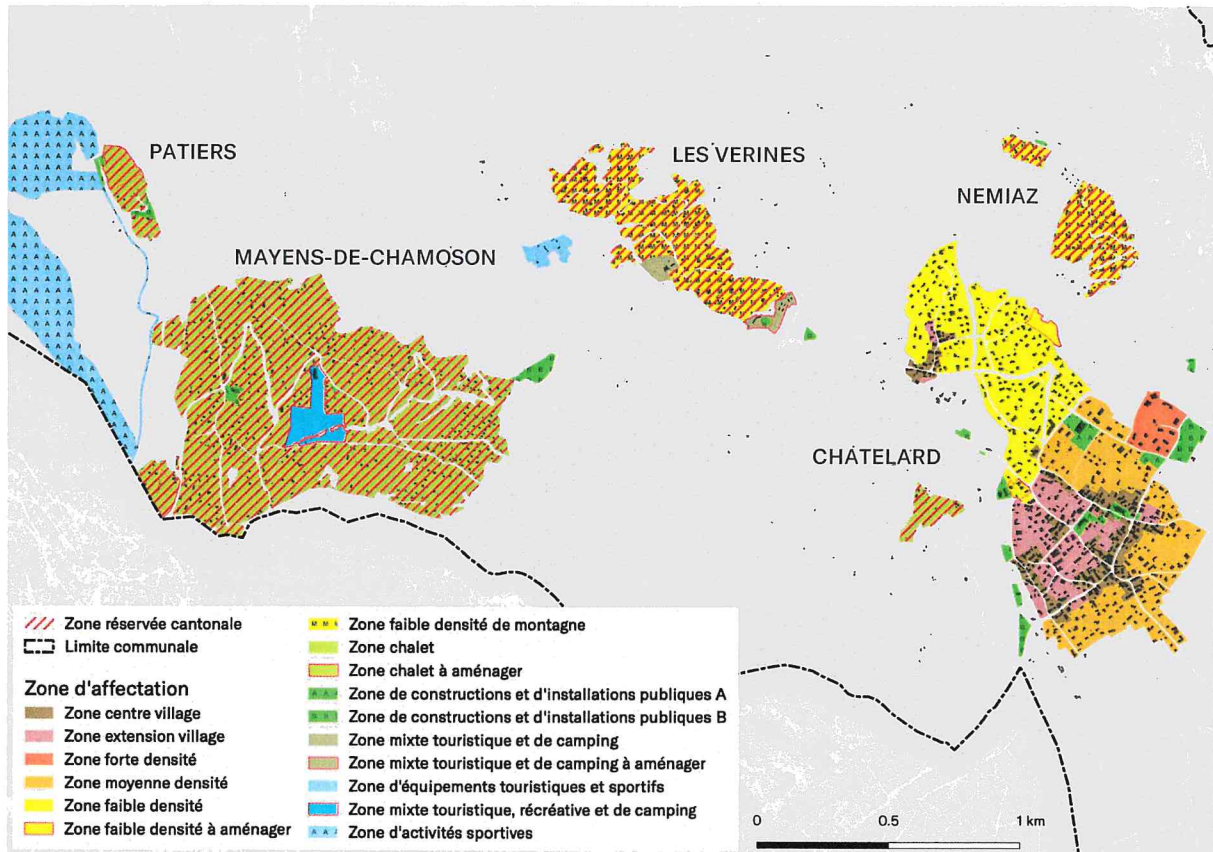 PATIERS
LES VERINES
NEMIAZ
MAYENS-DE-CHAMOSON
CHÂTELARD
Zone réservée cantonale
Limite communale
Zone d'affectation
Zone centre village
Zone extension village
Zone forte densité
Zone moyenne densité
Zone faible densité
Zone faible densité à aménager
Zone faible densité de montagne
Zone chalet
Zone chalet à aménager
Zone de constructions et d'installations publiques A
Zone de constructions et d'installations publiques B
Zone mixte touristique et de camping
Zone mixte touristique et de camping à aménager
Zone d'équipements touristiques et sportifs
Zone mixte touristique, récréative et de camping
Zone d'activités sportives
0 0.5 1 km